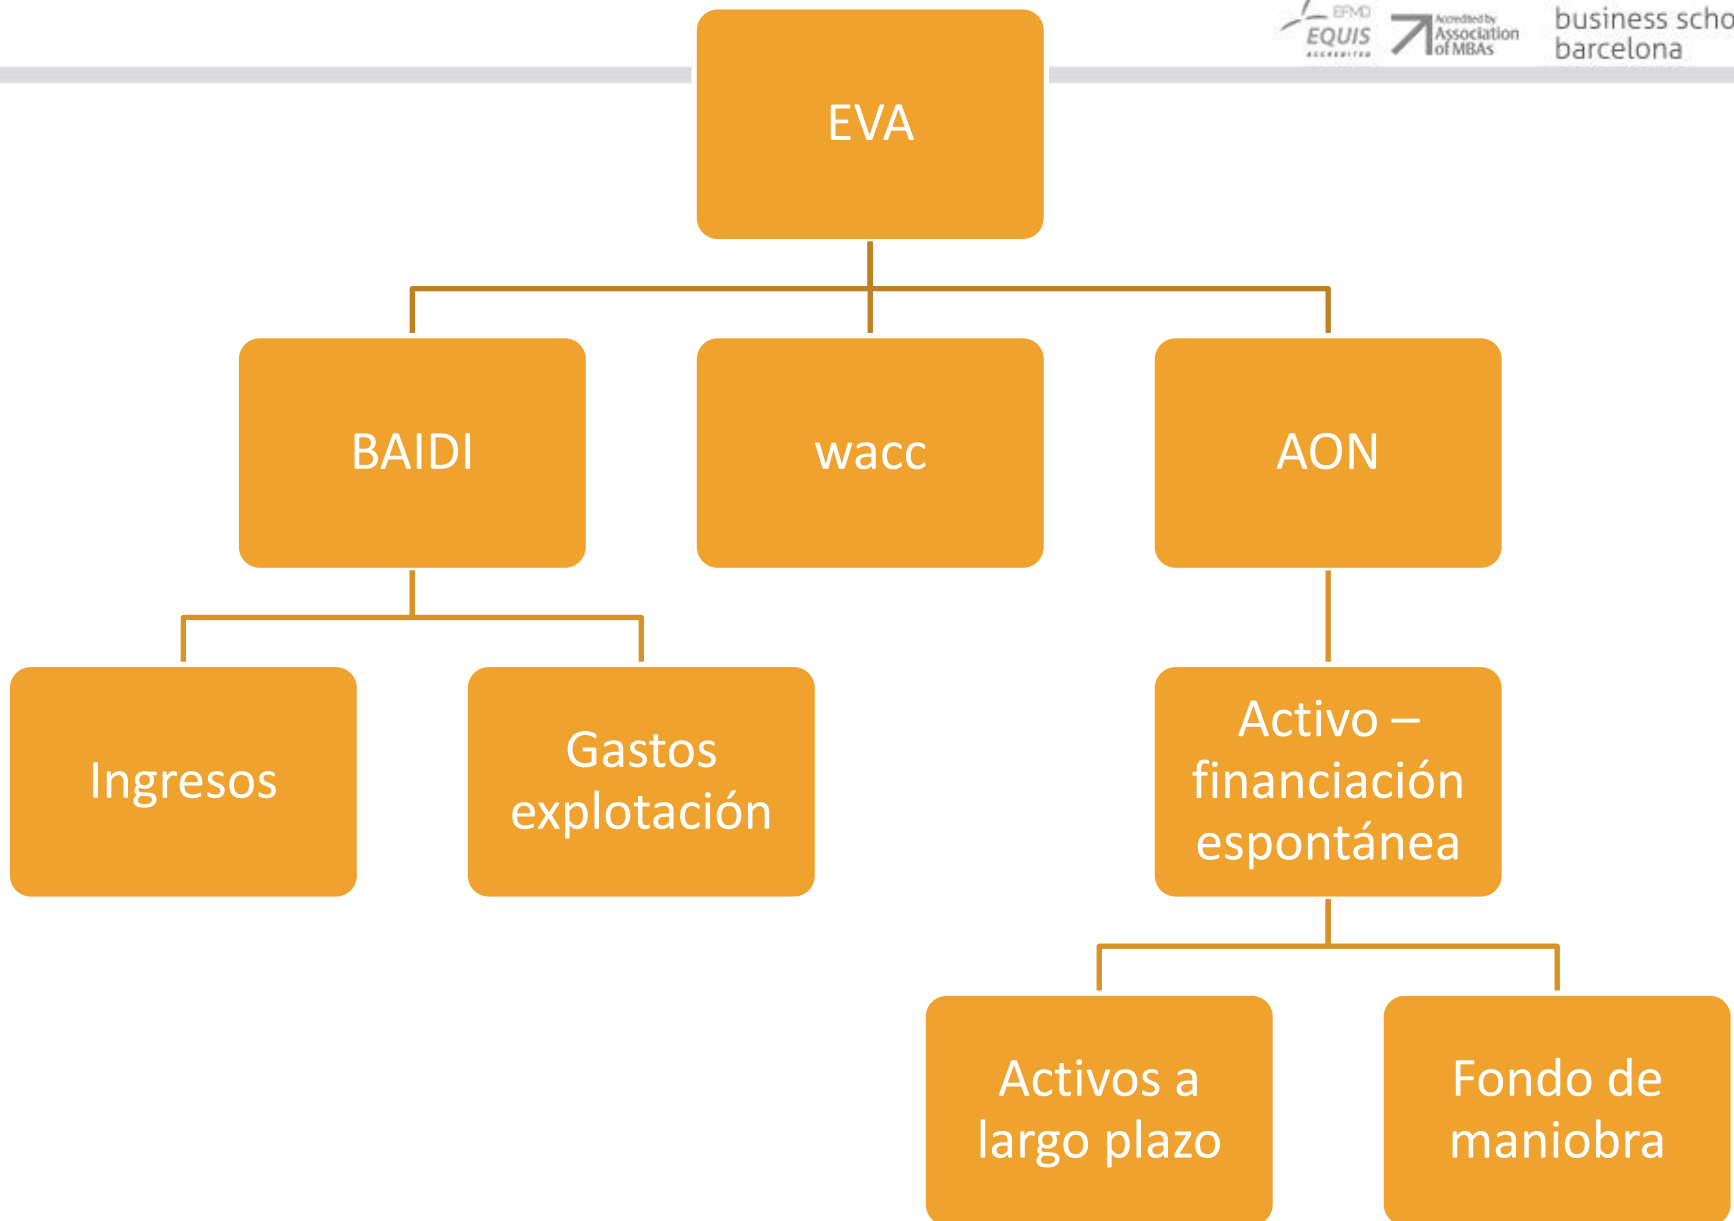 EFMD
EQUIS
ACCREDITED
Accredited by
Association
of MBAs
business scho
barcelona
EVA
BAIDI
wacc
AON
Ingresos
Gastos
explotación
Activo –
financiación
espontánea
Activos a
largo plazo
Fondo de
maniobra